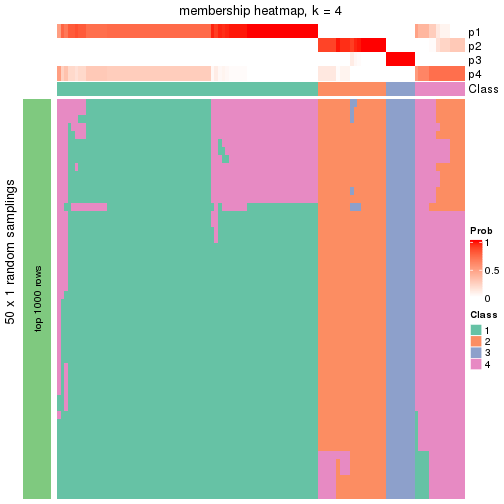 membership heatmap, k = 4
p1
p2
p3
p4
Class
50 x 1 random samplings
top 1000 rows
Prob
1
0.5
0
Class
1
2
3
4